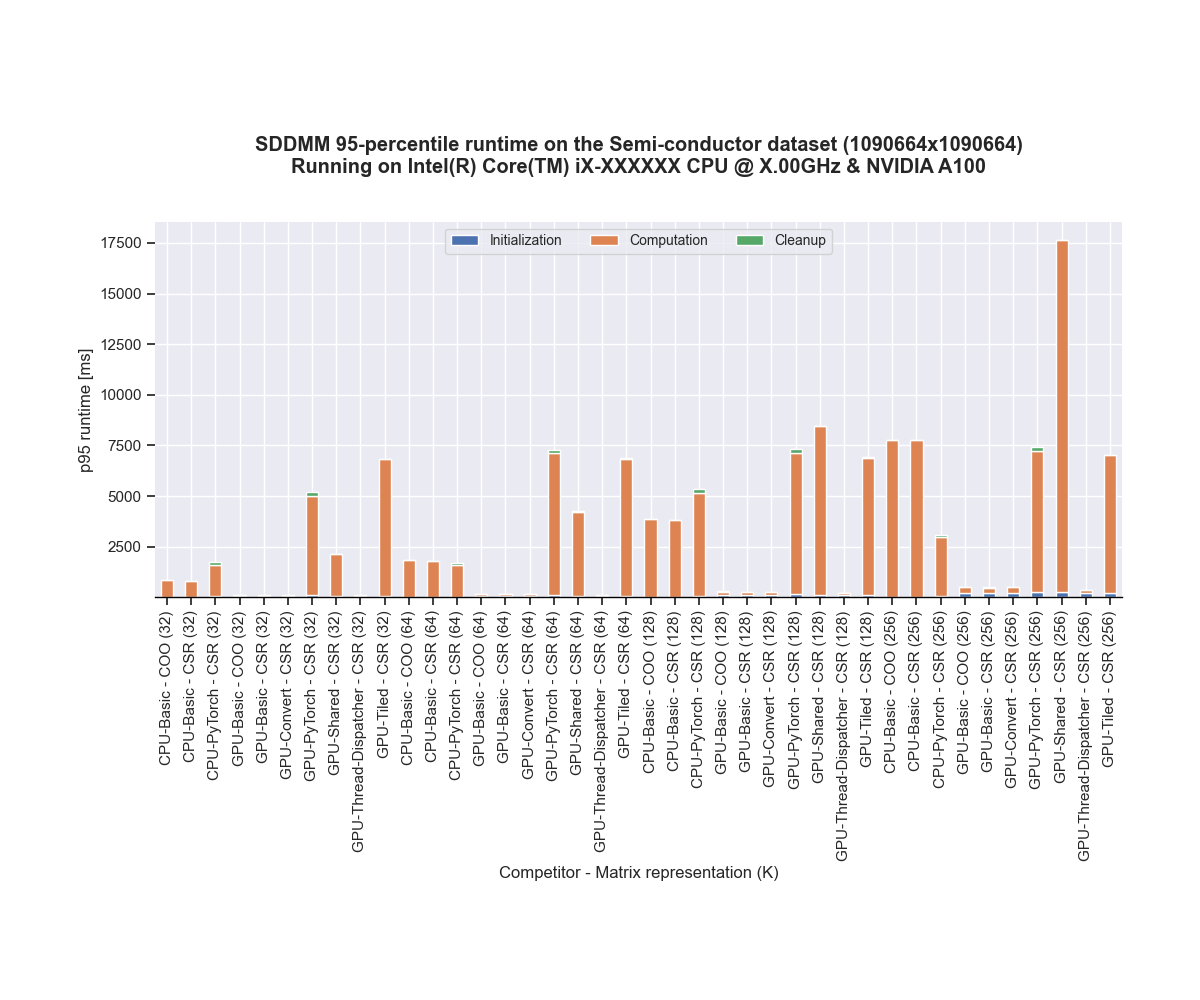 SDDMM 95-percentile runtime on the Semi-conductor dataset (1090664x1090664)
Running on Intel(R) Core(TM) iX-XXXXXX CPU @ X.00GHz & NVIDIA A100
Initialization
Computation
Cleanup
p95 runtime [ms]
17500
15000
12500
10000
7500
5000
2500
CPU-Basic - COO (32)
CPU-Basic - CSR (32)
CPU-PyTorch - CSR (32)
GPU-Basic - COO (32)
GPU-Basic - CSR (32)
GPU-Convert - CSR (32)
GPU-PyTorch - CSR (32)
GPU-Shared - CSR (32)
GPU-Thread-Dispatcher - CSR (32)
GPU-Tiled - CSR (32)
CPU-Basic - COO (64)
CPU-Basic - CSR (64)
CPU-PyTorch - CSR (64)
GPU-Basic - COO (64)
GPU-Basic - CSR (64)
GPU-Convert - CSR (64)
GPU-PyTorch - CSR (64)
GPU-Shared - CSR (64)
GPU-Thread-Dispatcher - CSR (64)
GPU-Tiled - CSR (64)
CPU-Basic - COO (128)
CPU-Basic - CSR (128)
CPU-PyTorch - CSR (128)
GPU-Basic - COO (128)
GPU-Basic - CSR (128)
GPU-Convert - CSR (128)
GPU-PyTorch - CSR (128)
GPU-Shared - CSR (128)
GPU-Thread-Dispatcher - CSR (128)
GPU-Tiled - CSR (128)
CPU-Basic - COO (256)
CPU-Basic - CSR (256)
CPU-PyTorch - CSR (256)
GPU-Basic - COO (256)
GPU-Basic - CSR (256)
GPU-Convert - CSR (256)
GPU-PyTorch - CSR (256)
GPU-Shared - CSR (256)
GPU-Thread-Dispatcher - CSR (256)
GPU-Tiled - CSR (256)
Competitor - Matrix representation (K)